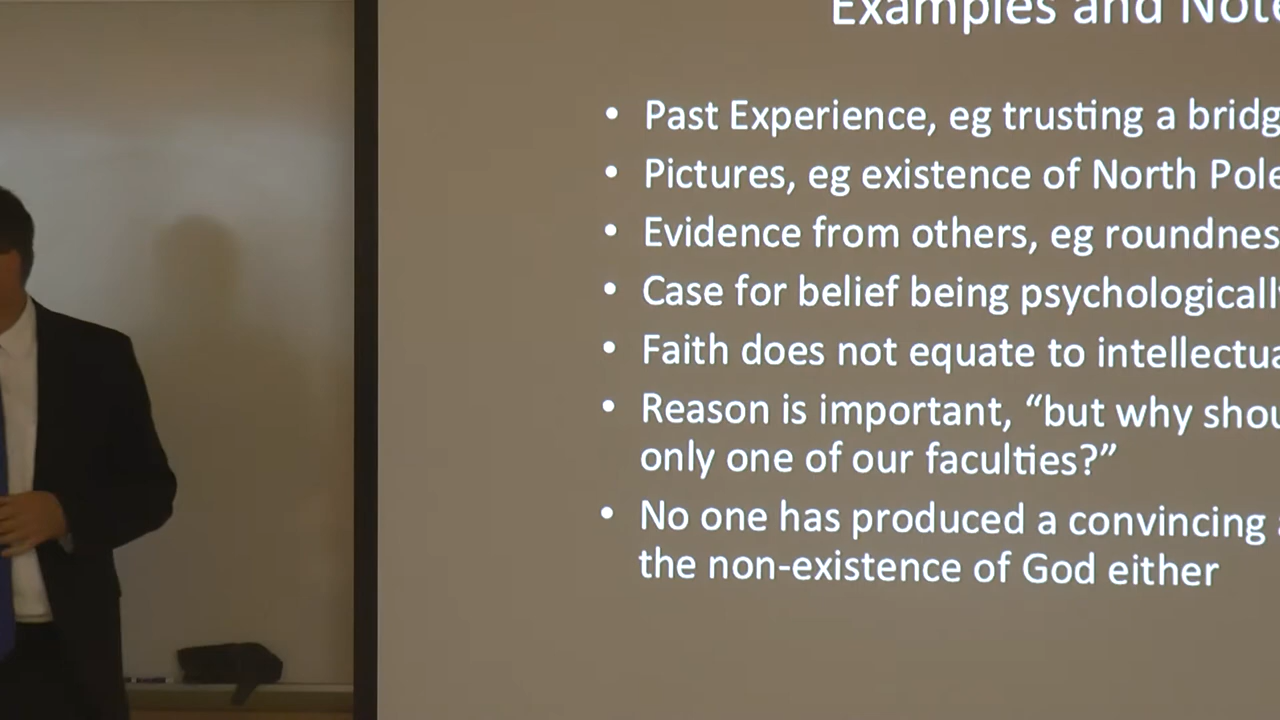 Examples and Note
• Past Experience, eg trusting a bridg
• Pictures, eg existence of North Pole
• Evidence from others, eg roundnes
• Case for belief being psychologicall
• Faith does not equate to intellectua
• Reason is important, “but why shou
only one of our faculties?”
• No one has produced a convincing
the non-existence of God either